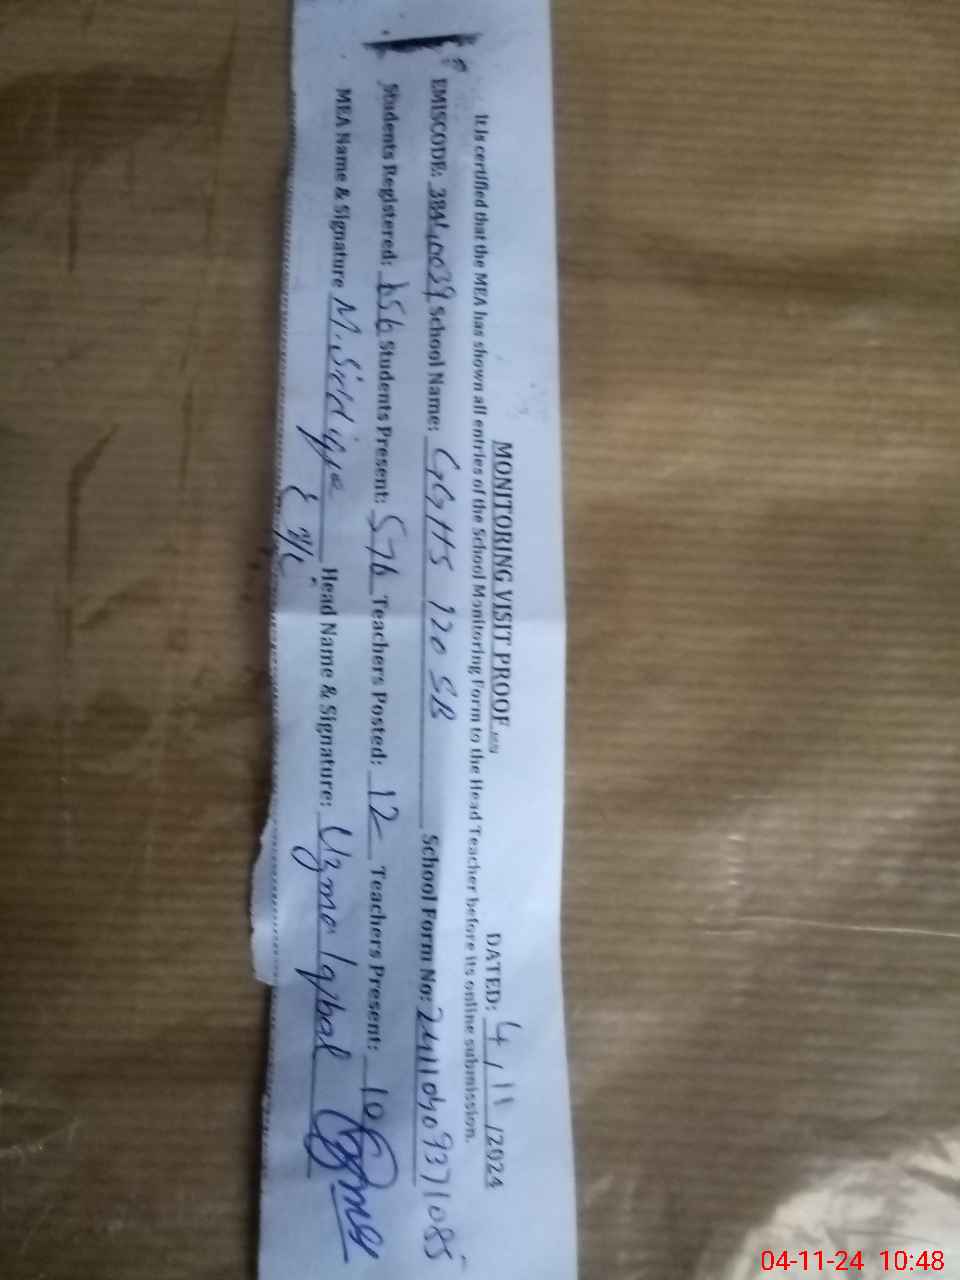 MONITORING VISIT PROOF
DATED: 4/11/2024
It is certified that the MEA has shown all entries of the School Monitoring Form to the Head Teacher before its online submission.
EMISCODE: 38440039 School Name: GGHS 120 SB School Form No:
Students Registered: 656 Students Present: 576 Teachers Posted: 12 Teachers Present: 10
MEA Name & Signature M. Siddique Head Name & Signature: Uzma Iqbal
04-11-24 10:48